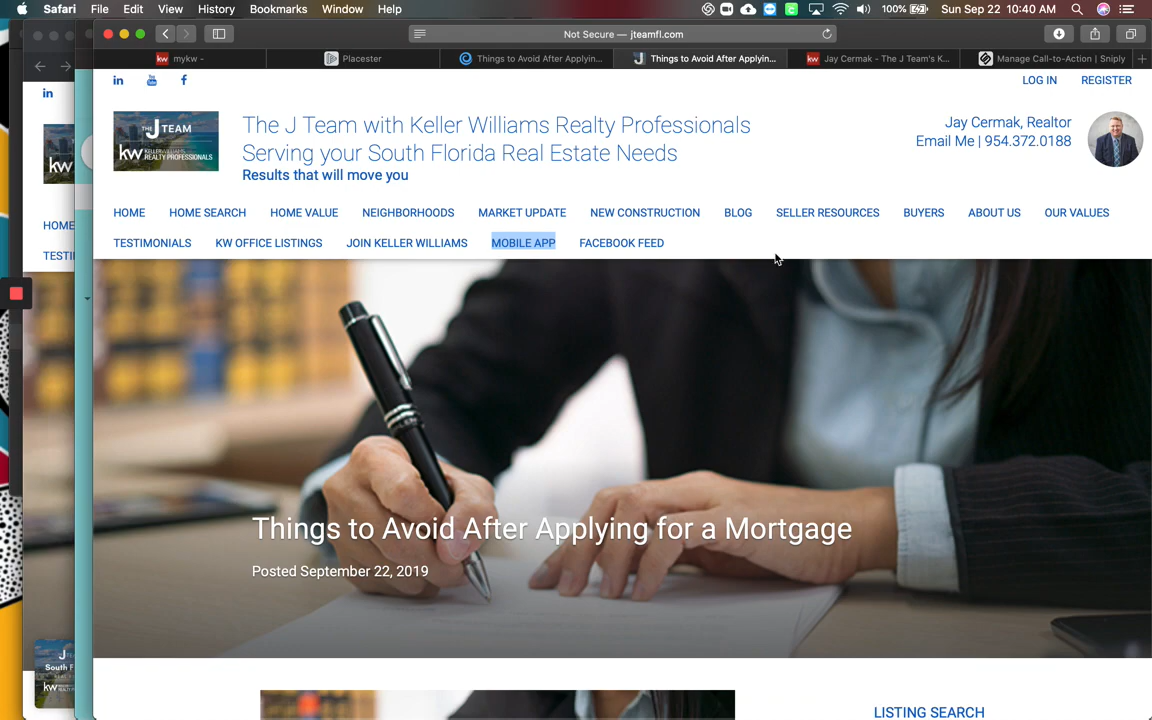 Safari File Edit View History Bookmarks Window Help 100% Sun Sep 22 10:40 AM
Not Secure — jteamfl.com
mykw -
Placester
Things to Avoid After Applyin...
Things to Avoid After Applyin...
Jay Cermak - The J Team's K...
Manage Call-to-Action | Sniply
LOG IN REGISTER
THE J TEAM
kw KELLERWILLIAMS
REALTY PROFESSIONALS
The J Team with Keller Williams Realty Professionals
Serving your South Florida Real Estate Needs
Results that will move you
Jay Cermak, Realtor
Email Me | 954.372.0188
HOME HOME SEARCH HOME VALUE NEIGHBORHOODS MARKET UPDATE NEW CONSTRUCTION BLOG SELLER RESOURCES BUYERS ABOUT US OUR VALUES
TESTIMONIALS KW OFFICE LISTINGS JOIN KELLER WILLIAMS MOBILE APP FACEBOOK FEED
HOME
TESTI
kw
Things to Avoid After Applying for a Mortgage
Posted September 22, 2019
J
South F
kw
LISTING SEARCH